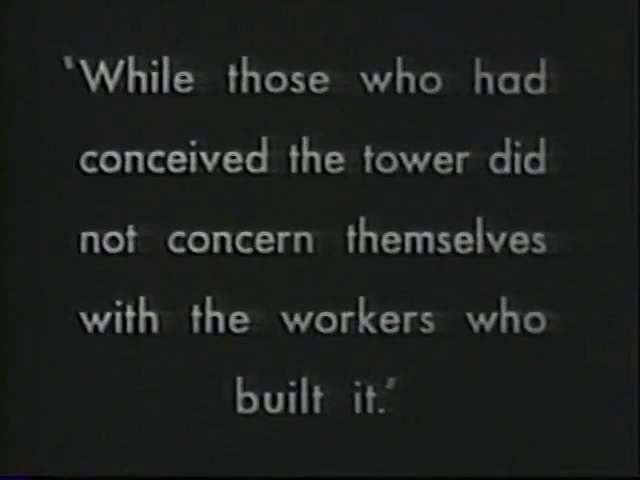 ‘While those who had
conceived the tower did
not concern themselves
with the workers who
built it.’